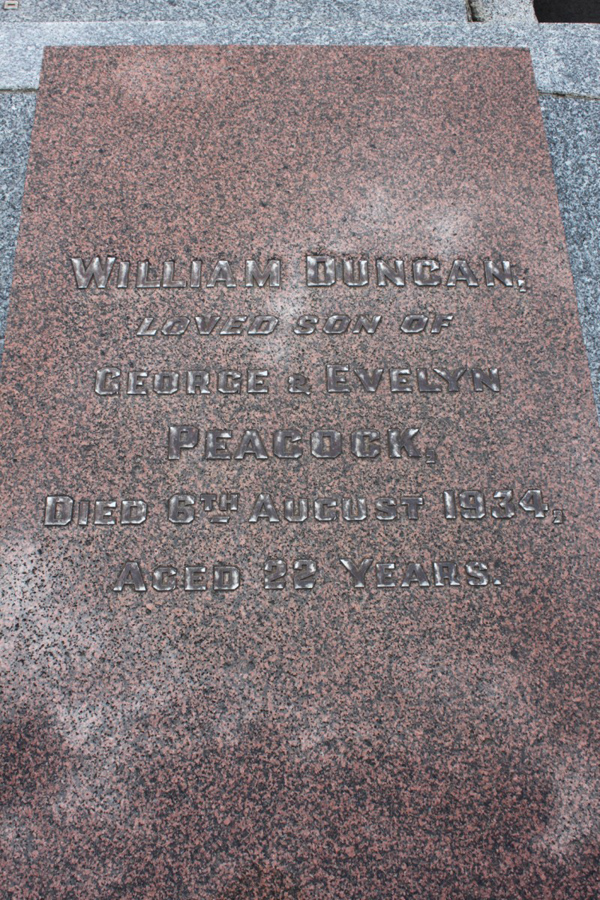 WILLIAM DUNCAN,
LOVED SON OF
GEORGE & EVELYN
PEACOCK,
DIED 6TH AUGUST 1934,
AGED 22 YEARS.